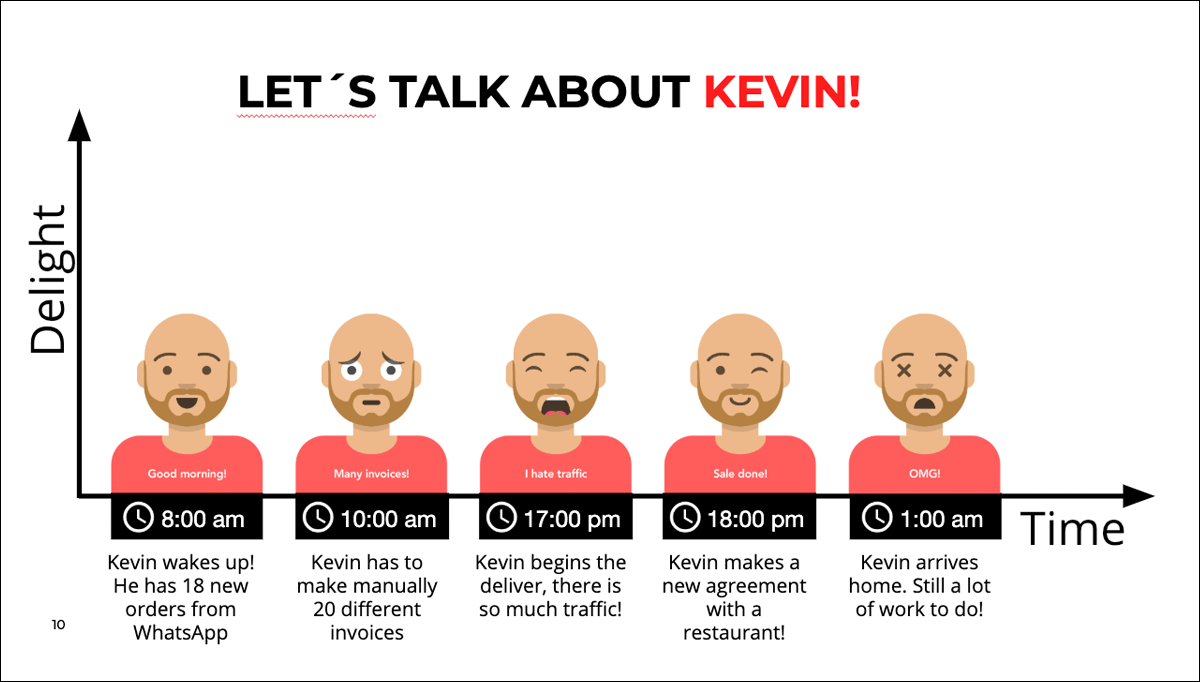 LET´S TALK ABOUT KEVIN!
Delight
Good morning!
Many invoices!
I hate traffic
Sale done!
OMG!
8:00 am
10:00 am
17:00 pm
18:00 pm
1:00 am
Time
Kevin wakes up!
He has 18 new
orders from
WhatsApp
Kevin has to
make manually
20 different
invoices
Kevin begins the
deliver, there is
so much traffic!
Kevin makes a
new agreement
with a
restaurant!
Kevin arrives
home. Still a lot
of work to do!
10